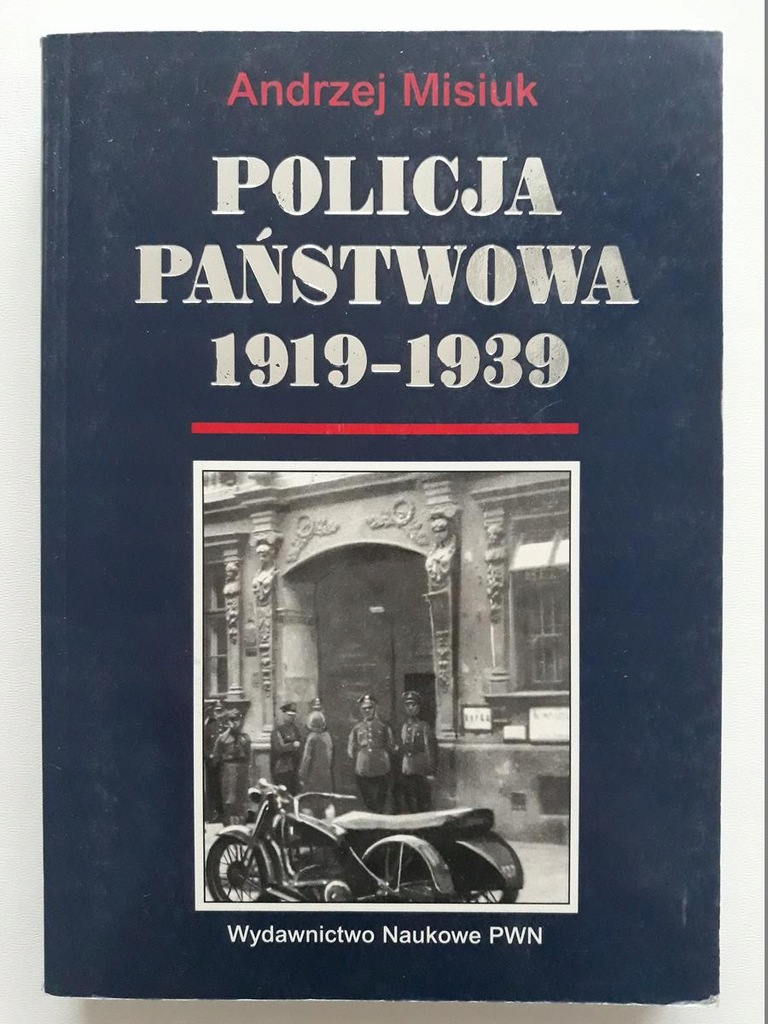 Andrzej Misiuk
POLICJA
PAŃSTWOWA
1919–1939
Wydawnictwo Naukowe PWN